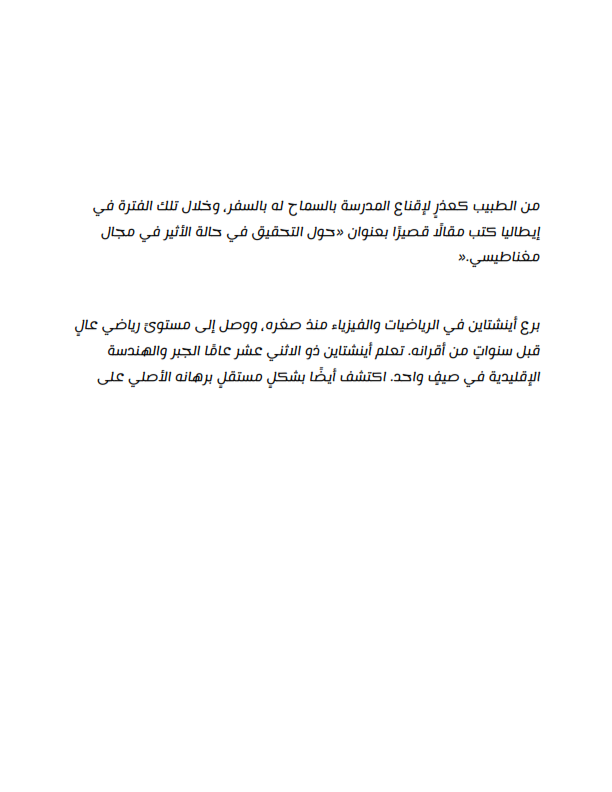 من الطبيب كعذرٍ لإقناع المدرسة بالسماح له بالسفر، وخلال تلك الفترة في
إيطاليا كتب مقالًا قصيرًا بعنوان «حول التحقيق في حالة الأثير في مجال
مغناطيسي.»
برع أينشتاين في الرياضيات والفيزياء منذ صغره، ووصل إلى مستوىً رياضي عالٍ
قبل سنواتٍ من أقرانه. تعلم أينشتاين ذو الاثني عشر عامًا الجبر والهندسة
الإقليدية في صيفٍ واحد. اكتشف أيضًا بشكلٍ مستقلٍ برهانه الأصلي على